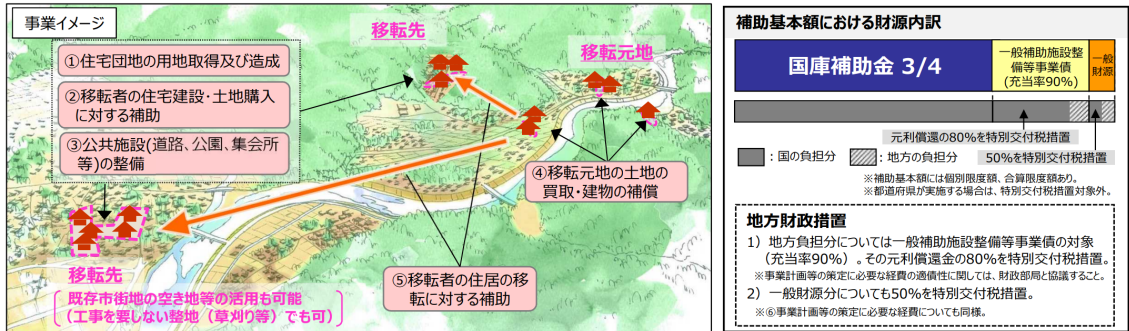 事業イメージ
移転先
移転元地
①住宅団地の用地取得及び造成
②移転者の住宅建設・土地購入
に対する補助
③公共施設(道路、公園、集会所
等)の整備
④移転元地の土地の
買取・建物の補償
⑤移転者の住居の移
転に対する補助
移転先
既存市街地の空き地等の活用も可能
（工事を要しない整地（草刈り等）でも可）
補助基本額における財源内訳
国庫補助金 3/4
一般補助施設整
備等事業債
(充当率90%)
一般
財源
元利償還の80%を特別交付税措置
50%を特別交付税措置
：国の負担分
：地方の負担分
※補助基本額には個別限度額、合算限度額あり。
※都道府県が実施する場合は、特別交付税措置対象外。
地方財政措置
1）地方負担分については一般補助施設整備等事業債の対象
（充当率90%）。その元利償還金の80%を特別交付税措置。
※事業計画等の策定に必要な経費の適債性に関しては、財政部局と協議すること。
2）一般財源分についても50%を特別交付税措置。
※⑥事業計画等の策定に必要な経費についても同様。